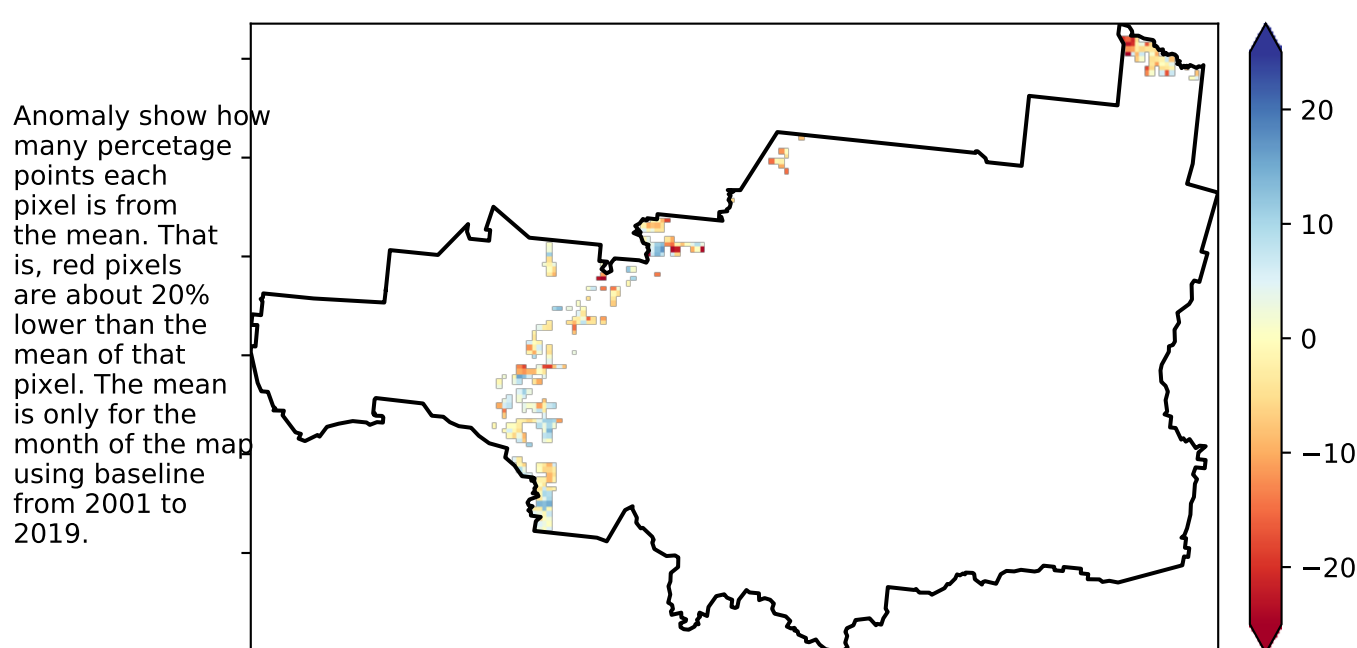 Anomaly show how
many percetage
points each
pixel is from
the mean. That
is, red pixels
are about 20%
lower than the
mean of that
pixel. The mean
is only for the
month of the map
using baseline
from 2001 to
2019.
20
10
0
−10
−20